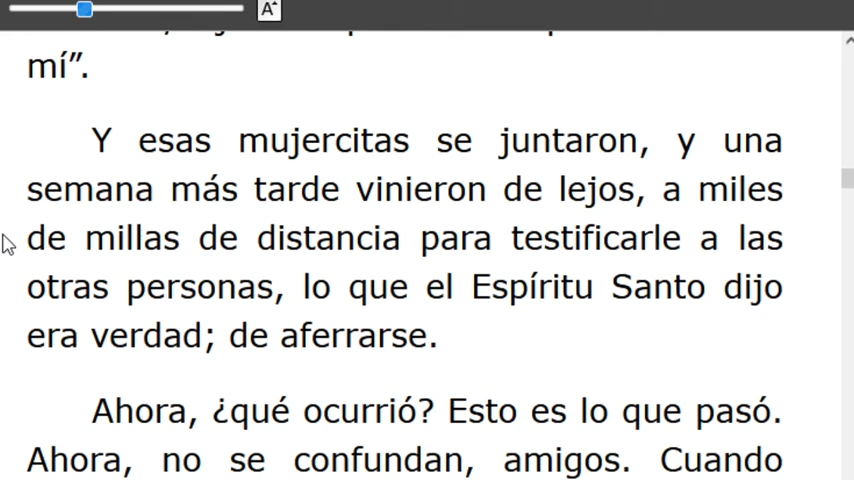 A
mí”.
Y esas mujercitas se juntaron, y una
semana más tarde vinieron de lejos, a miles
de millas de distancia para testificarle a las
otras personas, lo que el Espíritu Santo dijo
era verdad; de aferrarse.
Ahora, ¿qué ocurrió? Esto es lo que pasó.
Ahora, no se confundan, amigos. Cuando